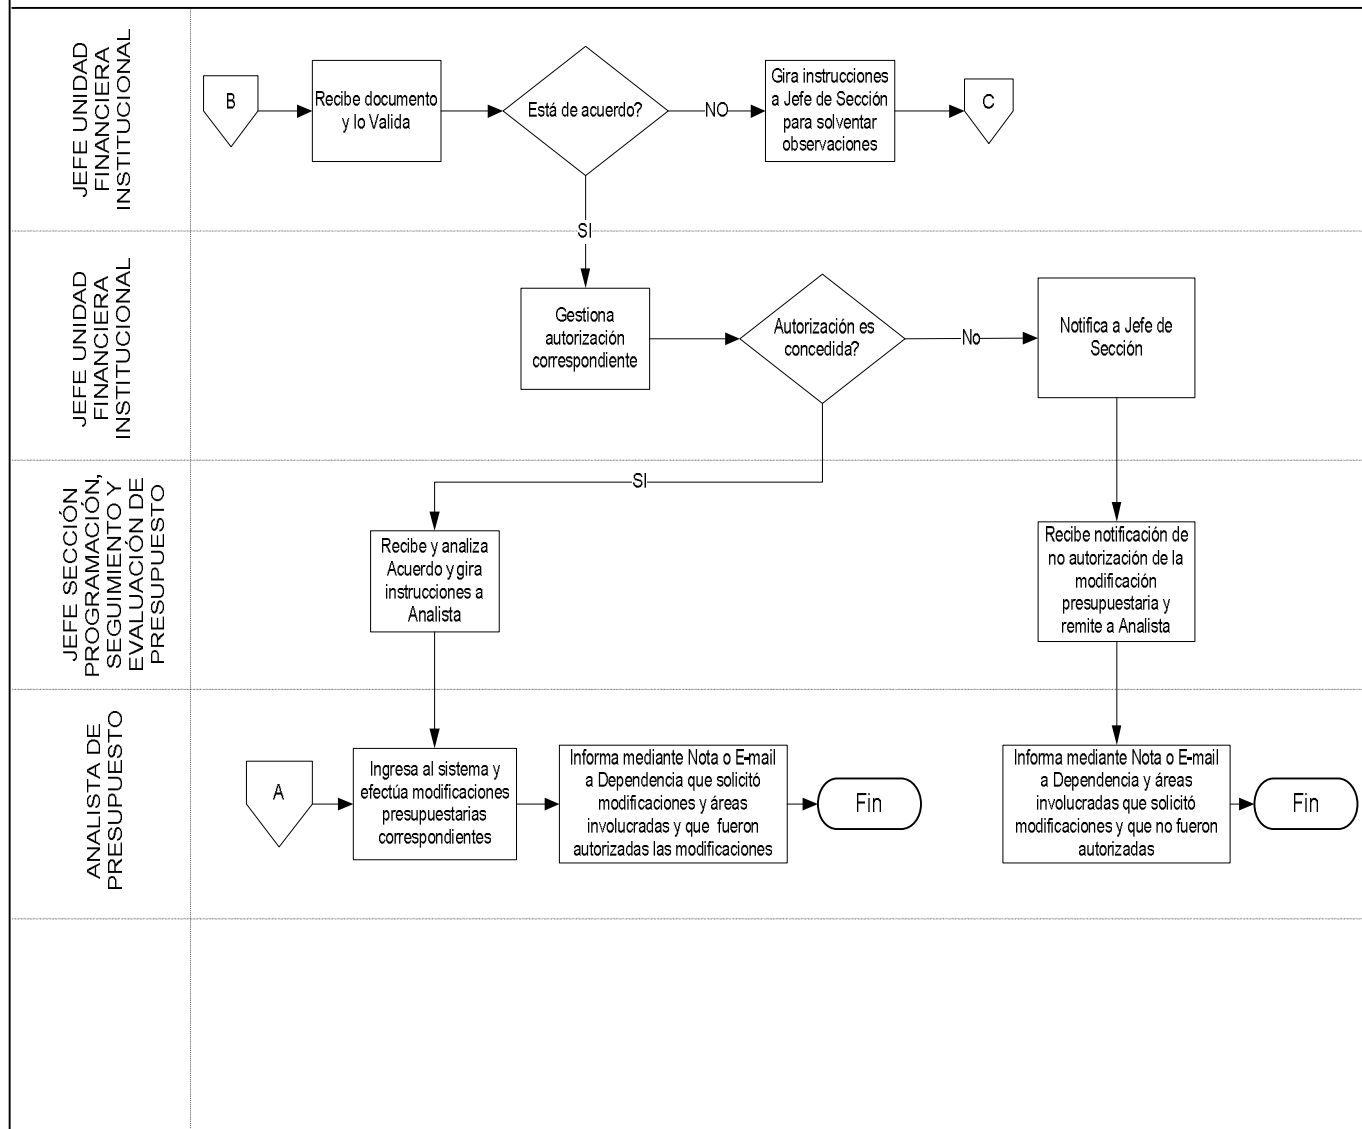 JEFE UNIDAD
FINANCIERA
INSTITUCIONAL
B
Recibe documento
y lo Valida
Está de acuerdo?
NO
Gira instrucciones
a Jefe de Sección
para solventar
observaciones
C
SI
JEFE UNIDAD
FINANCIERA
INSTITUCIONAL
Gestiona
autorización
correspondiente
Autorización es
concedida?
No
Notifica a Jefe de
Sección
SI
JEFE SECCIÓN
PROGRAMACIÓN,
SEGUIMIENTO Y
EVALUACIÓN DE
PRESUPUESTO
Recibe y analiza
Acuerdo y gira
instrucciones a
Analista
Recibe notificación de
no autorización de la
modificación
presupuestaria y
remite a Analista
ANALISTA DE
PRESUPUESTO
A
Ingresa al sistema y
efectúa modificaciones
presupuestarias
correspondientes
Informa mediante Nota o E-mail
a Dependencia que solicitó
modificaciones y áreas
involucradas y que fueron
autorizadas las modificaciones
Fin
Informa mediante Nota o E-mail
a Dependencia y áreas
involucradas que solicitó
modificaciones y que no fueron
autorizadas
Fin